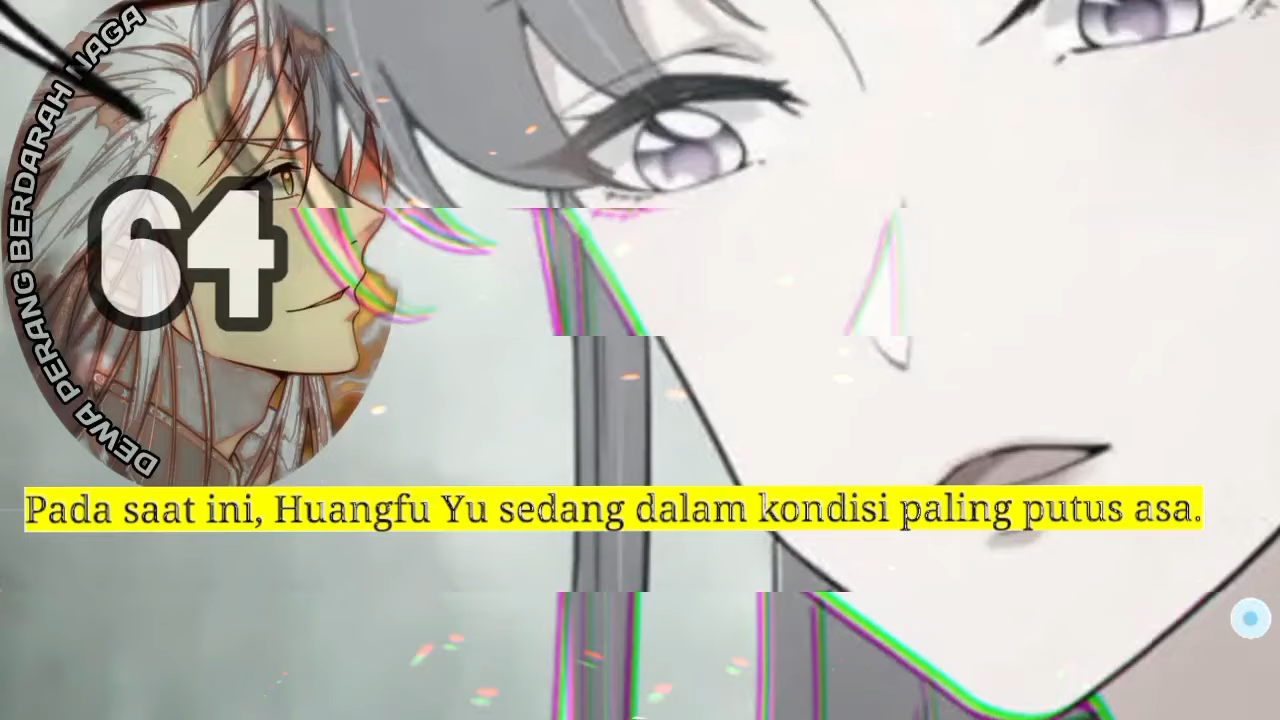 DEWA PERANG BERDARAH NAGA
64
Pada saat ini, Huangfu Yu sedang dalam kondisi paling putus asa.